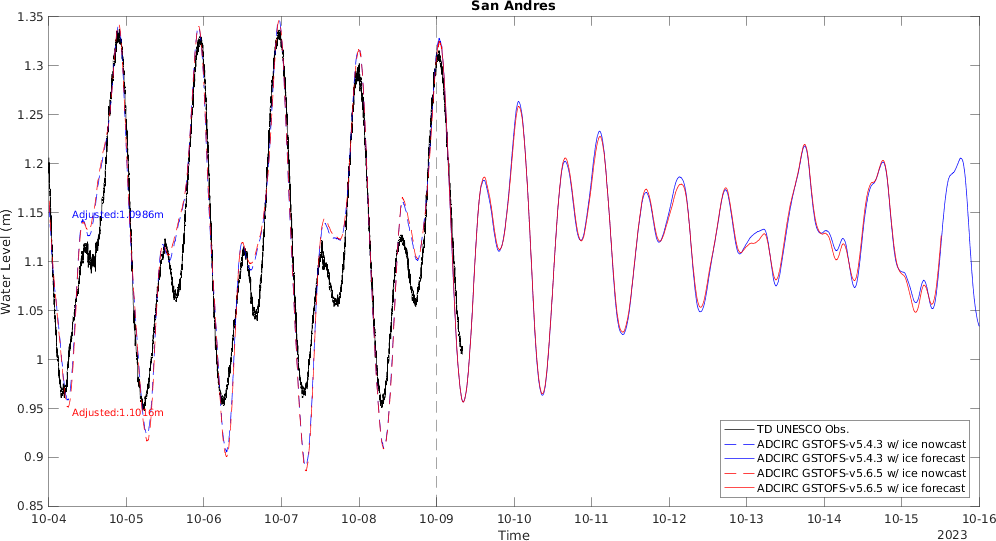 San Andres
1.35
1.3
1.25
1.2
1.15
1.1
1.05
1
0.95
0.9
0.85
Water Level (m)
Adjusted:1.0986m
Adjusted:1.1016m
TD UNESCO Obs.
ADCIRC GSTOFS-v5.4.3 w/ ice nowcast
ADCIRC GSTOFS-v5.4.3 w/ ice forecast
ADCIRC GSTOFS-v5.6.5 w/ ice nowcast
ADCIRC GSTOFS-v5.6.5 w/ ice forecast
10-04 10-05 10-06 10-07 10-08 10-09 10-10 10-11 10-12 10-13 10-14 10-15 10-16
Time
2023